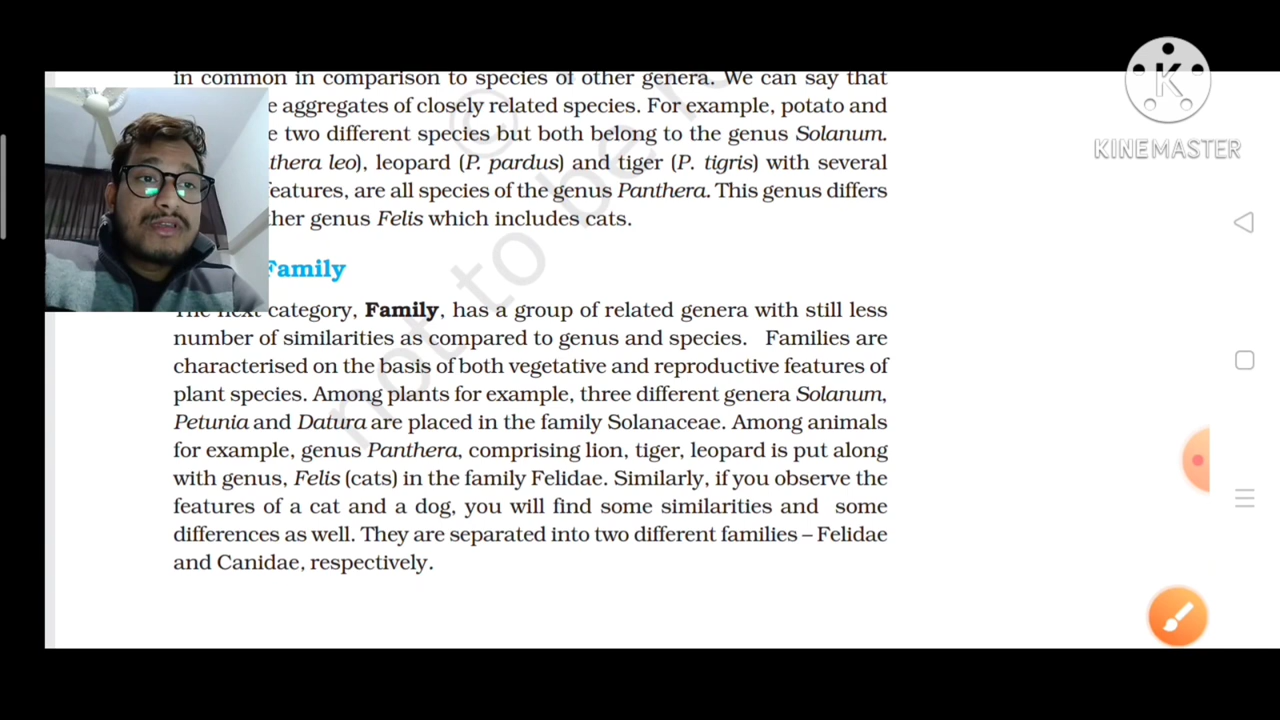 in common in comparison to species of other genera. We can say that
e aggregates of closely related species. For example, potato and
e two different species but both belong to the genus Solanum.
thera leo), leopard (P. pardus) and tiger (P. tigris) with several
eatures, are all species of the genus Panthera. This genus differs
her genus Felis which includes cats.
Family
The next category, Family, has a group of related genera with still less
number of similarities as compared to genus and species. Families are
characterised on the basis of both vegetative and reproductive features of
plant species. Among plants for example, three different genera Solanum,
Petunia and Datura are placed in the family Solanaceae. Among animals
for example, genus Panthera, comprising lion, tiger, leopard is put along
with genus, Felis (cats) in the family Felidae. Similarly, if you observe the
features of a cat and a dog, you will find some similarities and some
differences as well. They are separated into two different families – Felidae
and Canidae, respectively.
© not to be
K
KINEMASTER